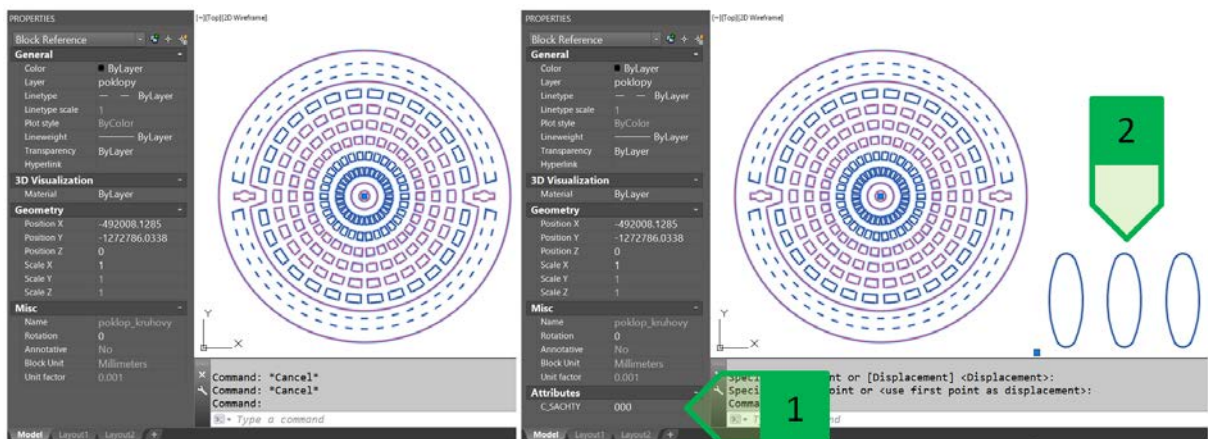 PROPERTIES
Block Reference
General
Color ByLayer
Layer poklopy
Linetype ByLayer
Linetype scale 1
Plot style ByColor
Lineweight ByLayer
Transparency ByLayer
Hyperlink
3D Visualization
Material ByLayer
Geometry
Position X -492008.1285
Position Y -1272786.0338
Position Z 0
Scale X 1
Scale Y 1
Scale Z 1
Misc
Name poklop_kruhovy
Rotation 0
Annotative No
Block Unit Millimeters
Unit factor 0.001
[−][Top][2D Wireframe]
Y
X
Command: *Cancel*
Command: *Cancel*
Command:
Type a command
Model Layout1 Layout2 +
PROPERTIES
Block Reference
General
Color ByLayer
Layer poklopy
Linetype ByLayer
Linetype scale 1
Plot style ByColor
Lineweight ByLayer
Transparency ByLayer
Hyperlink
3D Visualization
Material ByLayer
Geometry
Position X -492008.1285
Position Y -1272786.0338
Position Z 0
Scale X 1
Scale Y 1
Scale Z 1
Misc
Name poklop_kruhovy
Rotation 0
Annotative No
Block Unit Millimeters
Unit factor 0.001
Attributes
C_SACHTY 000
[−][Top][2D Wireframe]
2
000
Y
X
Speci nt or [Displacement] <Displacement>:
Speci oint or <use first point as displacement>:
Comma
1
Model Layout1 Layout2 +